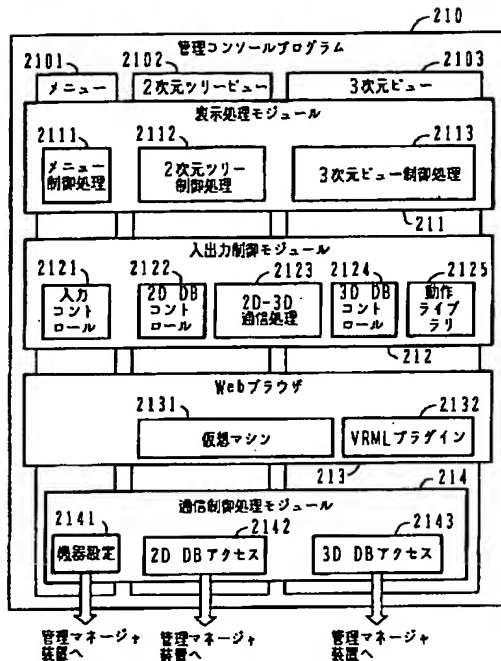 210
管理コンソールプログラム
2101
2102
2103
メニュー
2次元ツリービュー
3次元ビュー
表示処理モジュール
2111
2112
2113
メニュー
制御処理
2次元ツリー
制御処理
3次元ビュー制御処理
211
入出力制御モジュール
2121
2122
2123
2124
2125
入力
コント
ロール
2D DB
コント
ロール
2D-3D
通信処理
3D DB
コント
ロール
動作
ライブ
ラリ
212
Webブラウザ
2131
2132
仮想マシン
VRMLプラグイン
213
214
通信制御処理モジュール
2141
2142
2143
機器設定
2D DBアクセス
3D DBアクセス
管理マネージャ
装置へ
管理マネージャ
装置へ
管理マネージャ
装置へ